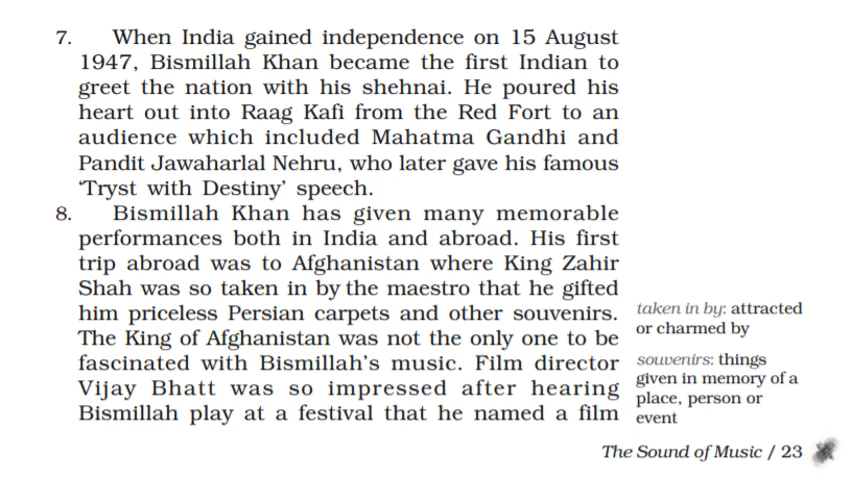 7. When India gained independence on 15 August
1947, Bismillah Khan became the first Indian to
greet the nation with his shehnai. He poured his
heart out into Raag Kafi from the Red Fort to an
audience which included Mahatma Gandhi and
Pandit Jawaharlal Nehru, who later gave his famous
‘Tryst with Destiny’ speech.
8. Bismillah Khan has given many memorable
performances both in India and abroad. His first
trip abroad was to Afghanistan where King Zahir
Shah was so taken in by the maestro that he gifted
him priceless Persian carpets and other souvenirs.
The King of Afghanistan was not the only one to be
fascinated with Bismillah’s music. Film director
Vijay Bhatt was so impressed after hearing
Bismillah play at a festival that he named a film
taken in by: attracted
or charmed by
souvenirs: things
given in memory of a
place, person or
event
The Sound of Music / 23